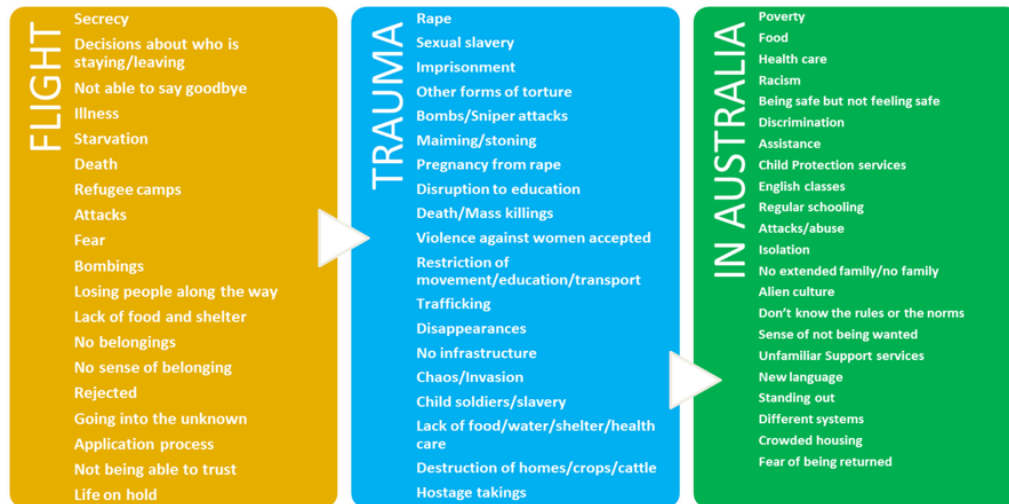 FLIGHT
Secrecy
Decisions about who is
staying/leaving
Not able to say goodbye
Illness
Starvation
Death
Refugee camps
Attacks
Fear
Bombings
Losing people along the way
Lack of food and shelter
No belongings
No sense of belonging
Rejected
Going into the unknown
Application process
Not being able to trust
Life on hold
TRAUMA
Rape
Sexual slavery
Imprisonment
Other forms of torture
Bombs/Sniper attacks
Maiming/stoning
Pregnancy from rape
Disruption to education
Death/Mass killings
Violence against women accepted
Restriction of
movement/education/transport
Trafficking
Disappearances
No infrastructure
Chaos/Invasion
Child soldiers/slavery
Lack of food/water/shelter/health
care
Destruction of homes/crops/cattle
Hostage takings
IN AUSTRALIA
Poverty
Food
Health care
Racism
Being safe but not feeling safe
Discrimination
Assistance
Child Protection services
English classes
Regular schooling
Attacks/abuse
Isolation
No extended family/no family
Alien culture
Don't know the rules or the norms
Sense of not being wanted
Unfamiliar Support services
New language
Standing out
Different systems
Crowded housing
Fear of being returned